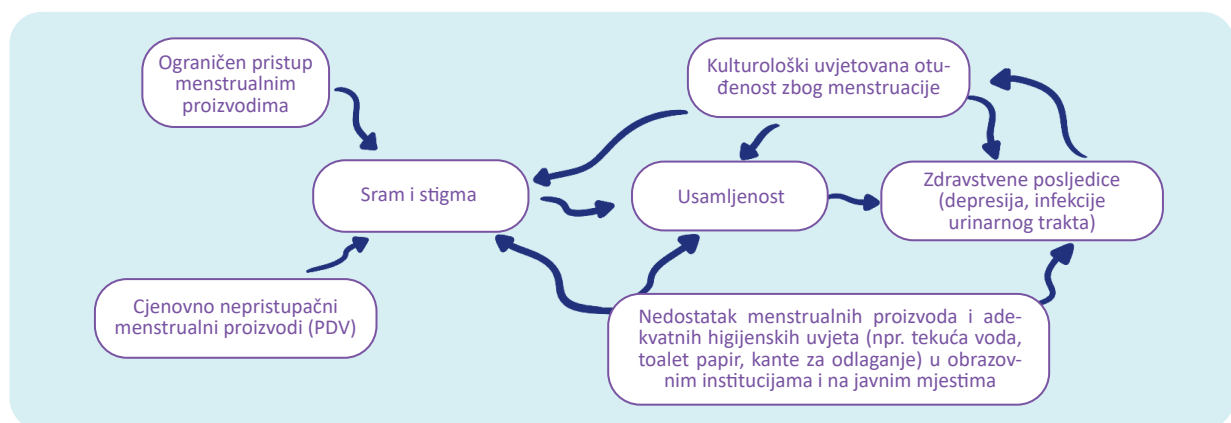 Ograničen pristup
menstrualnim
proizvodima
Kulturološki uvjetovana otu-
đenost zbog menstruacije
Sram i stigma
Usamljenost
Zdravstvene posljedice
(depresija, infekcije
urinarnog trakta)
Cjenovno nepristupačni
menstrualni proizvodi (PDV)
Nedostatak menstrualnih proizvoda i ade-
kvatnih higijenskih uvjeta (npr. tekuća voda,
toalet papir, kante za odlaganje) u obrazov-
nim institucijama i na javnim mjestima